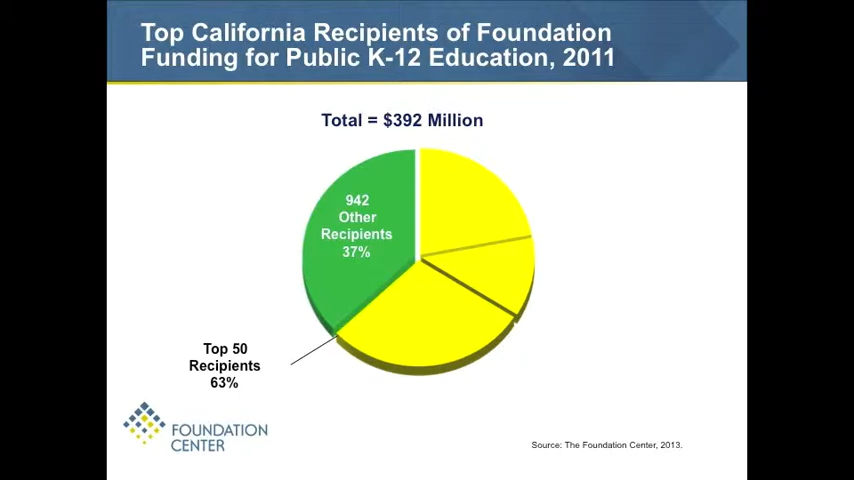 Top California Recipients of Foundation
Funding for Public K-12 Education, 2011
Total = $392 Million
942
Other
Recipients
37%
Top 50
Recipients
63%
FOUNDATION
CENTER
Source: The Foundation Center, 2013.